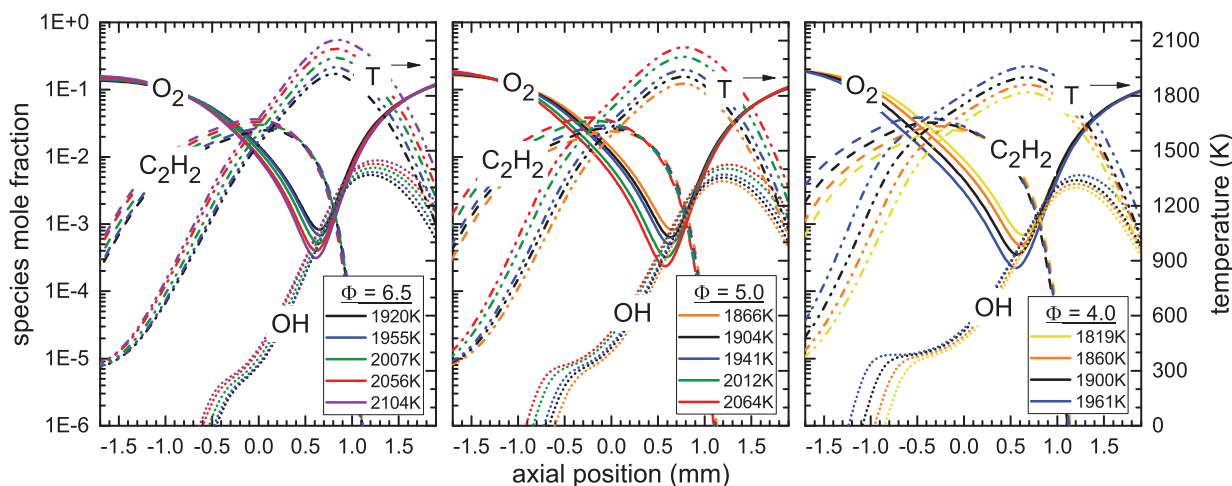 1E+0
1E-1
1E-2
1E-3
1E-4
1E-5
1E-6
species mole fraction
O2
T
C2H2
OH
Φ = 6.5
1920K
1955K
2007K
2056K
2104K
-1.5 -1.0 -0.5 0.0 0.5 1.0 1.5
O2
T
C2H2
OH
Φ = 5.0
1866K
1904K
1941K
2012K
2064K
-1.5 -1.0 -0.5 0.0 0.5 1.0 1.5
axial position (mm)
O2
T
C2H2
OH
Φ = 4.0
1819K
1860K
1900K
1961K
-1.5 -1.0 -0.5 0.0 0.5 1.0 1.5
2100
1800
1500
1200
900
600
300
0
temperature (K)